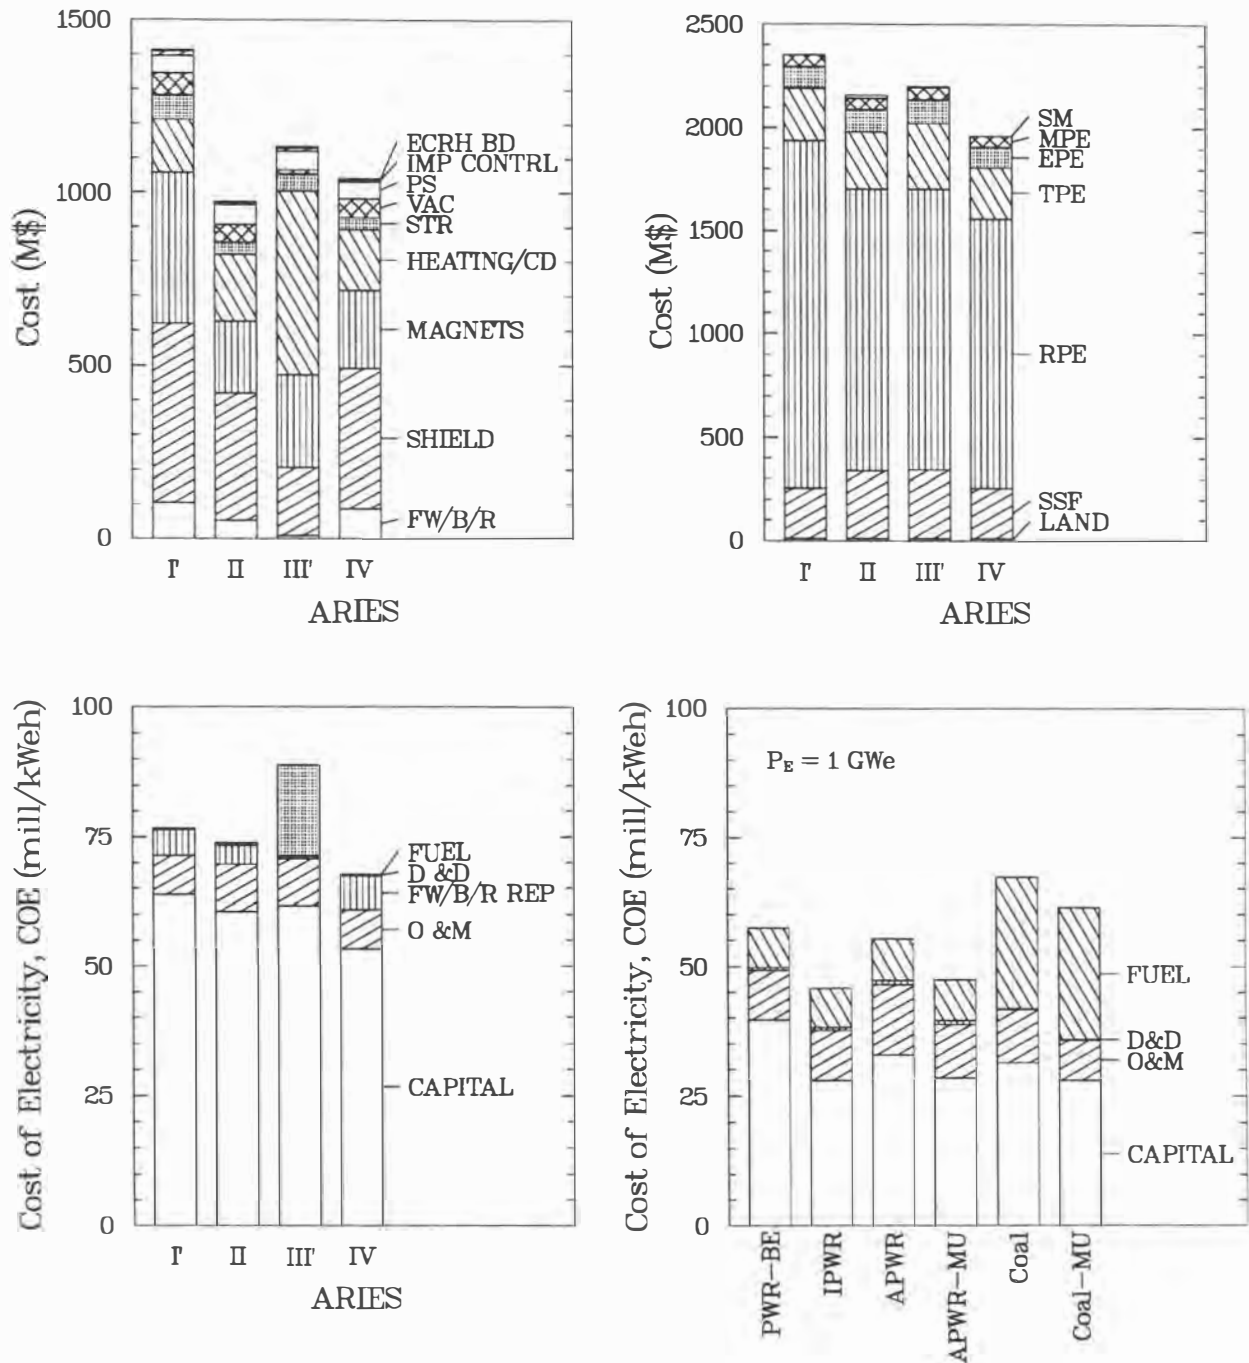 1500
1000
500
0
Cost (M$)
ECRH BD
IMP CONTRL
PS
VAC
STR
HEATING/CD
MAGNETS
SHIELD
FW/B/R
I' II III' IV
ARIES
2500
2000
1500
1000
500
0
Cost (M$)
SM
MPE
EPE
TPE
RPE
SSF
LAND
I' II III' IV
ARIES
100
75
50
25
0
Cost of Electricity, COE (mill/kWeh)
FUEL
D &D
FW/B/R REP
O &M
CAPITAL
I' II III' IV
ARIES
100
75
50
25
0
Cost of Electricity, COE (mill/kWeh)
P_E = 1 GWe
FUEL
D&D
O&M
CAPITAL
PWR-BE
IPWR
APWR
APWR-MU
Coal
Coal-MU